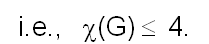 i.e., χ(G) ≤ 4.